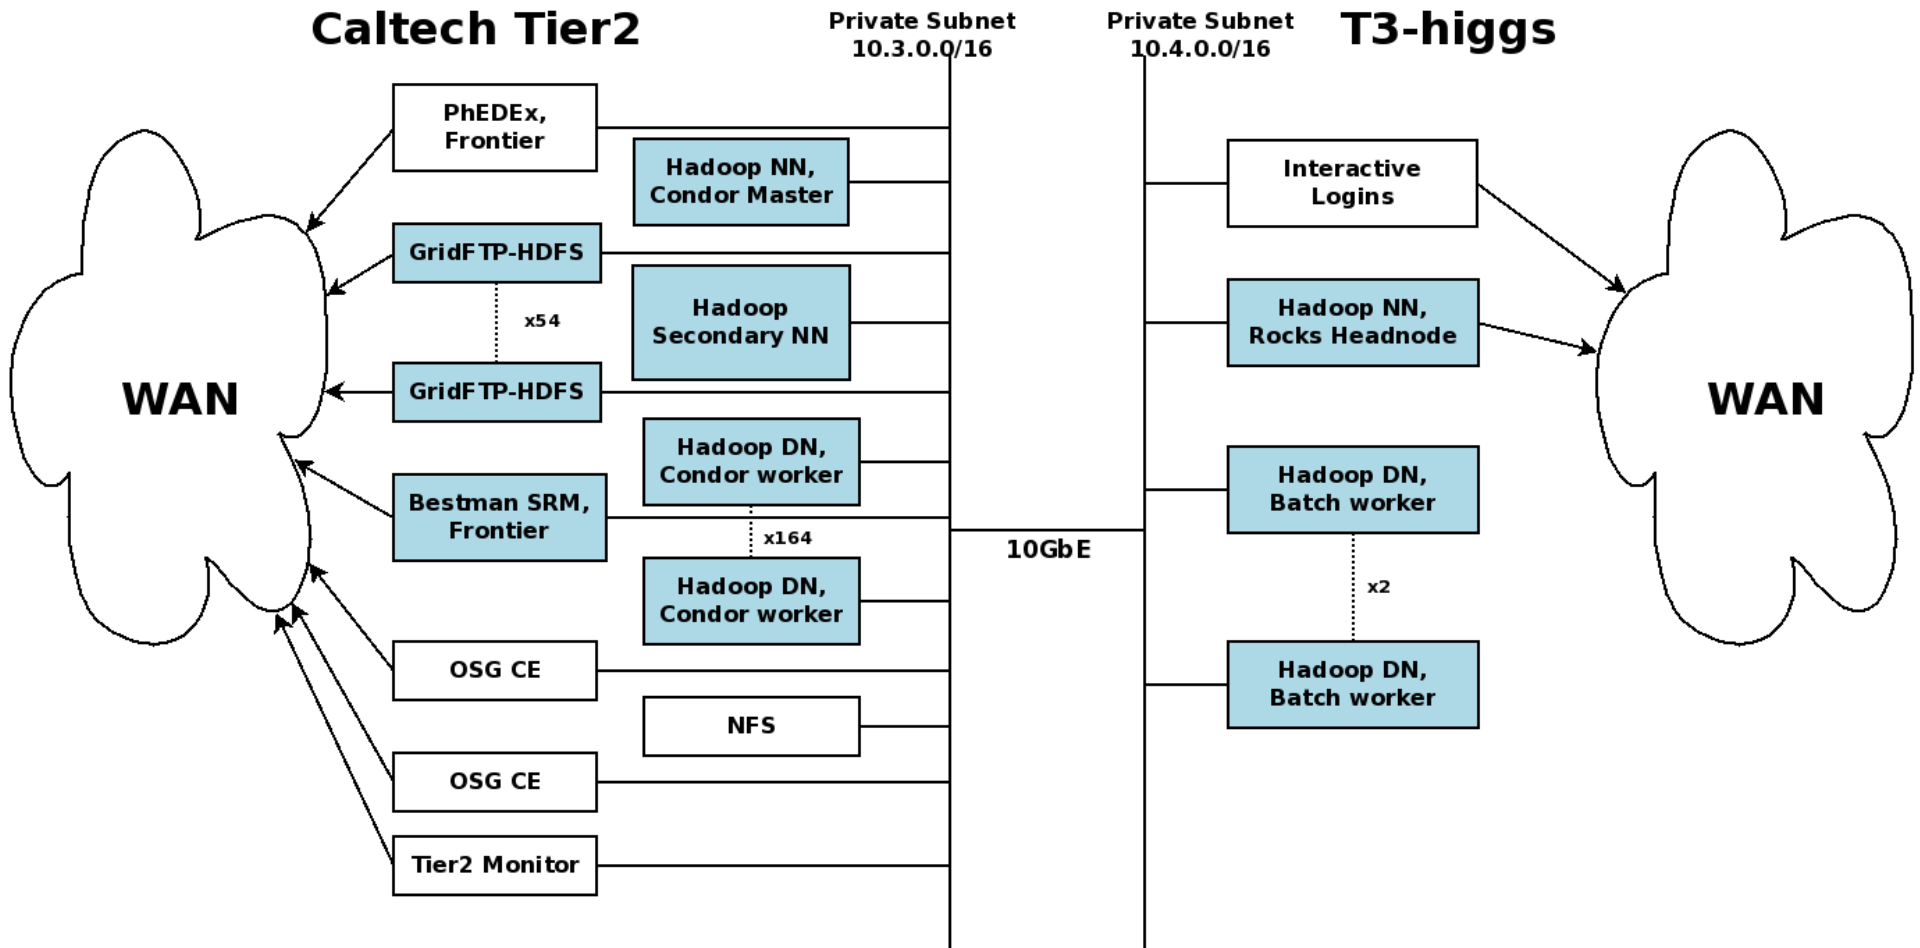 Caltech Tier2
Private Subnet
10.3.0.0/16
Private Subnet
10.4.0.0/16
T3-higgs
WAN
PhEDEx,
Frontier
Hadoop NN,
Condor Master
GridFTP-HDFS
x54
Hadoop
Secondary NN
GridFTP-HDFS
Hadoop DN,
Condor worker
Bestman SRM,
Frontier
x164
Hadoop DN,
Condor worker
OSG CE
NFS
OSG CE
Tier2 Monitor
10GbE
Interactive
Logins
Hadoop NN,
Rocks Headnode
Hadoop DN,
Batch worker
x2
Hadoop DN,
Batch worker
WAN